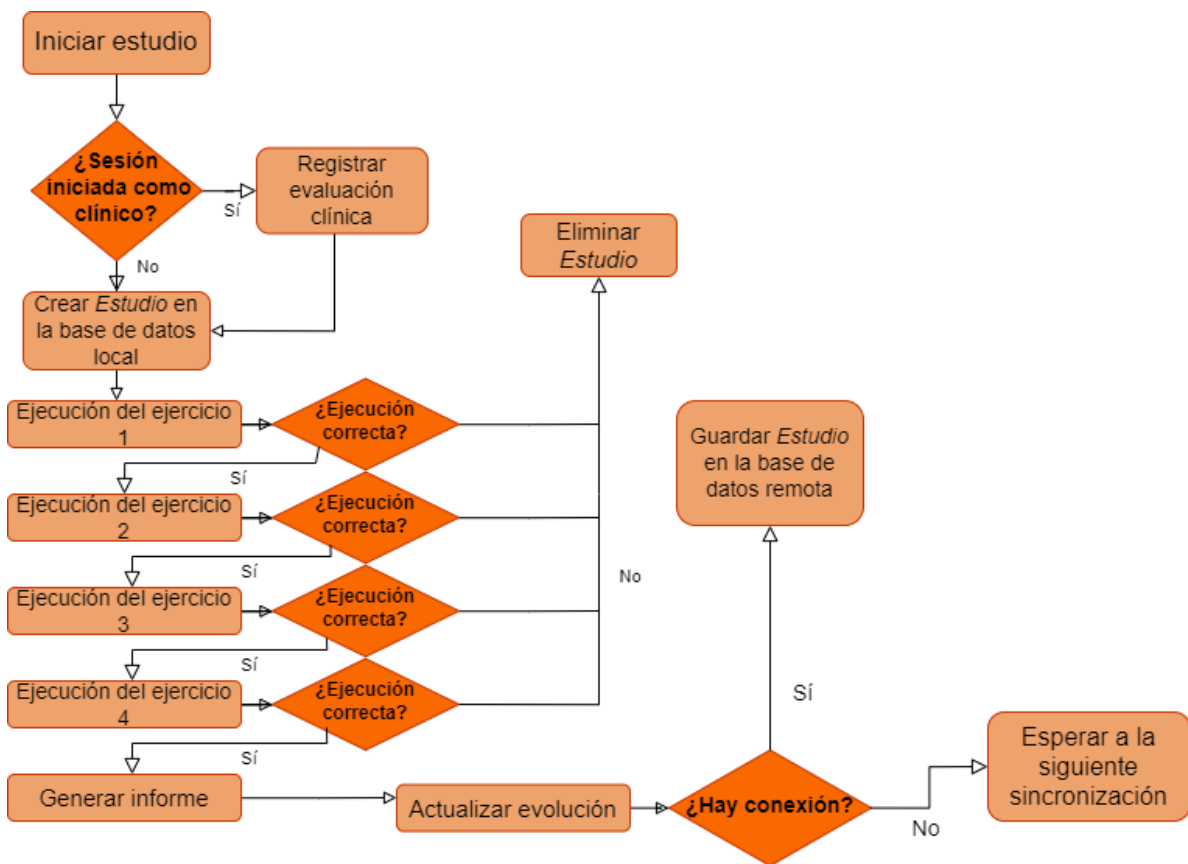 Iniciar estudio
¿Sesión
iniciada como
clínico?
Sí
Registrar
evaluación
clínica
No
Crear Estudio en
la base de datos
local
Eliminar
Estudio
Ejecución del ejercicio
1
¿Ejecución
correcta?
Sí
Ejecución del ejercicio
2
¿Ejecución
correcta?
Sí
Ejecución del ejercicio
3
¿Ejecución
correcta?
Sí
Ejecución del ejercicio
4
¿Ejecución
correcta?
Sí
No
Generar informe
Actualizar evolución
¿Hay conexión?
Sí
Guardar Estudio
en la base de
datos remota
No
Esperar a la
siguiente
sincronización